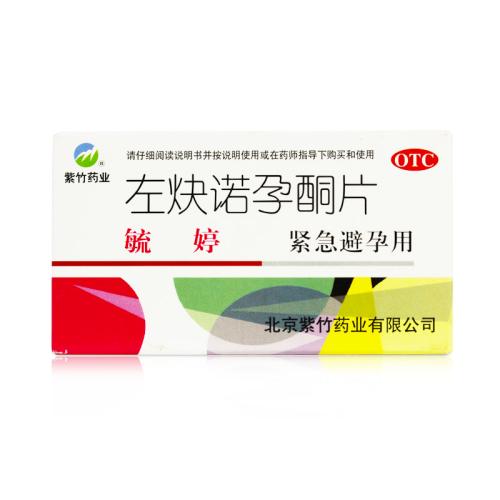 请仔细阅读说明书并按说明使用或在药师指导下购买和使用
OTC
紫竹药业
左炔诺孕酮片
毓婷
紧急避孕用
北京紫竹药业有限公司